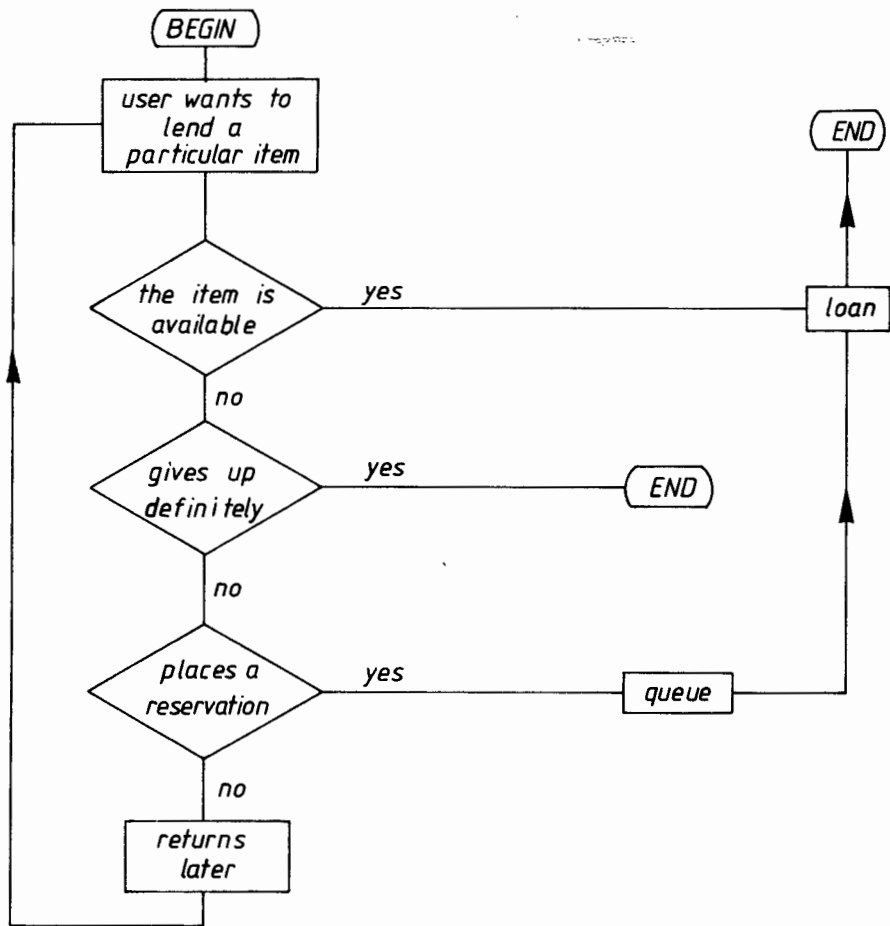 BEGIN
user wants to
lend a
particular item
END
the item is
available
yes
loan
no
gives up
definitely
yes
END
no
places a
reservation
yes
queue
no
returns
later